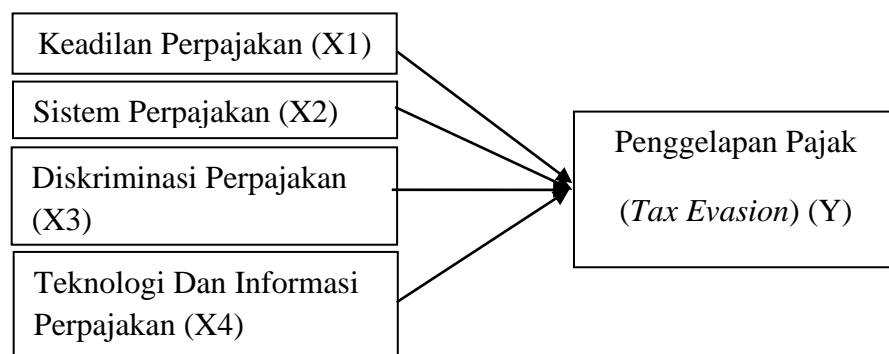 Keadilan Perpajakan (X1)
Sistem Perpajakan (X2)
Diskriminasi Perpajakan
(X3)
Teknologi Dan Informasi
Perpajakan (X4)
Penggelapan Pajak
(Tax Evasion) (Y)